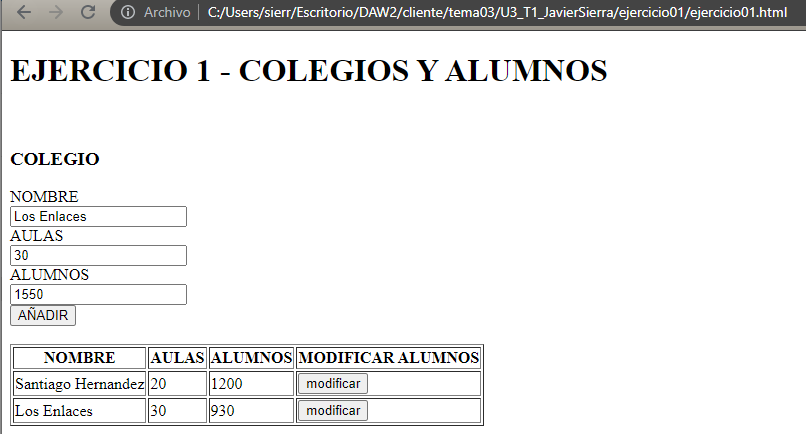 Archivo C:/Users/sierr/Escritorio/DAW2/cliente/tema03/U3_T1_JavierSierra/ejercicio01/ejercicio01.html
EJERCICIO 1 - COLEGIOS Y ALUMNOS
COLEGIO
NOMBRE
Los Enlaces
AULAS
30
ALUMNOS
1550
AÑADIR
NOMBRE AULAS ALUMNOS MODIFICAR ALUMNOS
Santiago Hernandez 20 1200 modificar
Los Enlaces 30 930 modificar